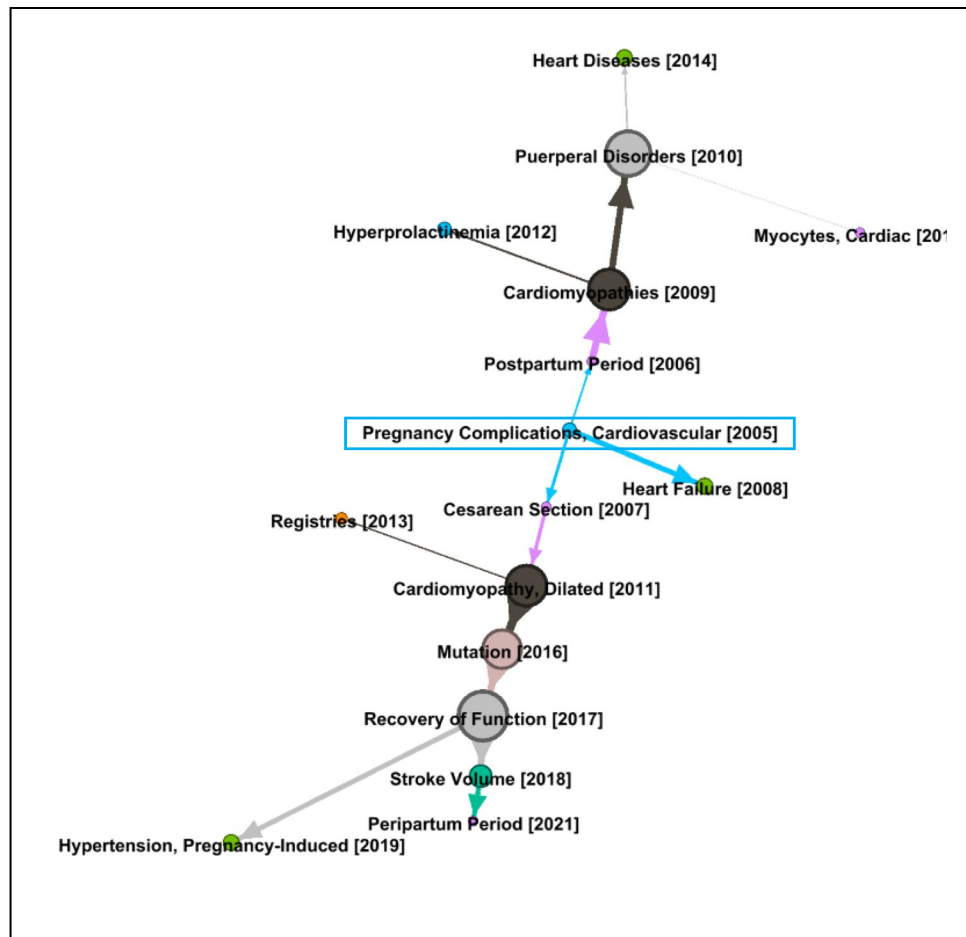 Heart Diseases [2014]
Puerperal Disorders [2010]
Hyperprolactinemia [2012]
Myocytes, Cardiac [201
Cardiomyopathies [2009]
Postpartum Period [2006]
Pregnancy Complications, Cardiovascular [2005]
Heart Failure [2008]
Cesarean Section [2007]
Registries [2013]
Cardiomyopathy, Dilated [2011]
Mutation [2016]
Recovery of Function [2017]
Stroke Volume [2018]
Peripartum Period [2021]
Hypertension, Pregnancy-Induced [2019]